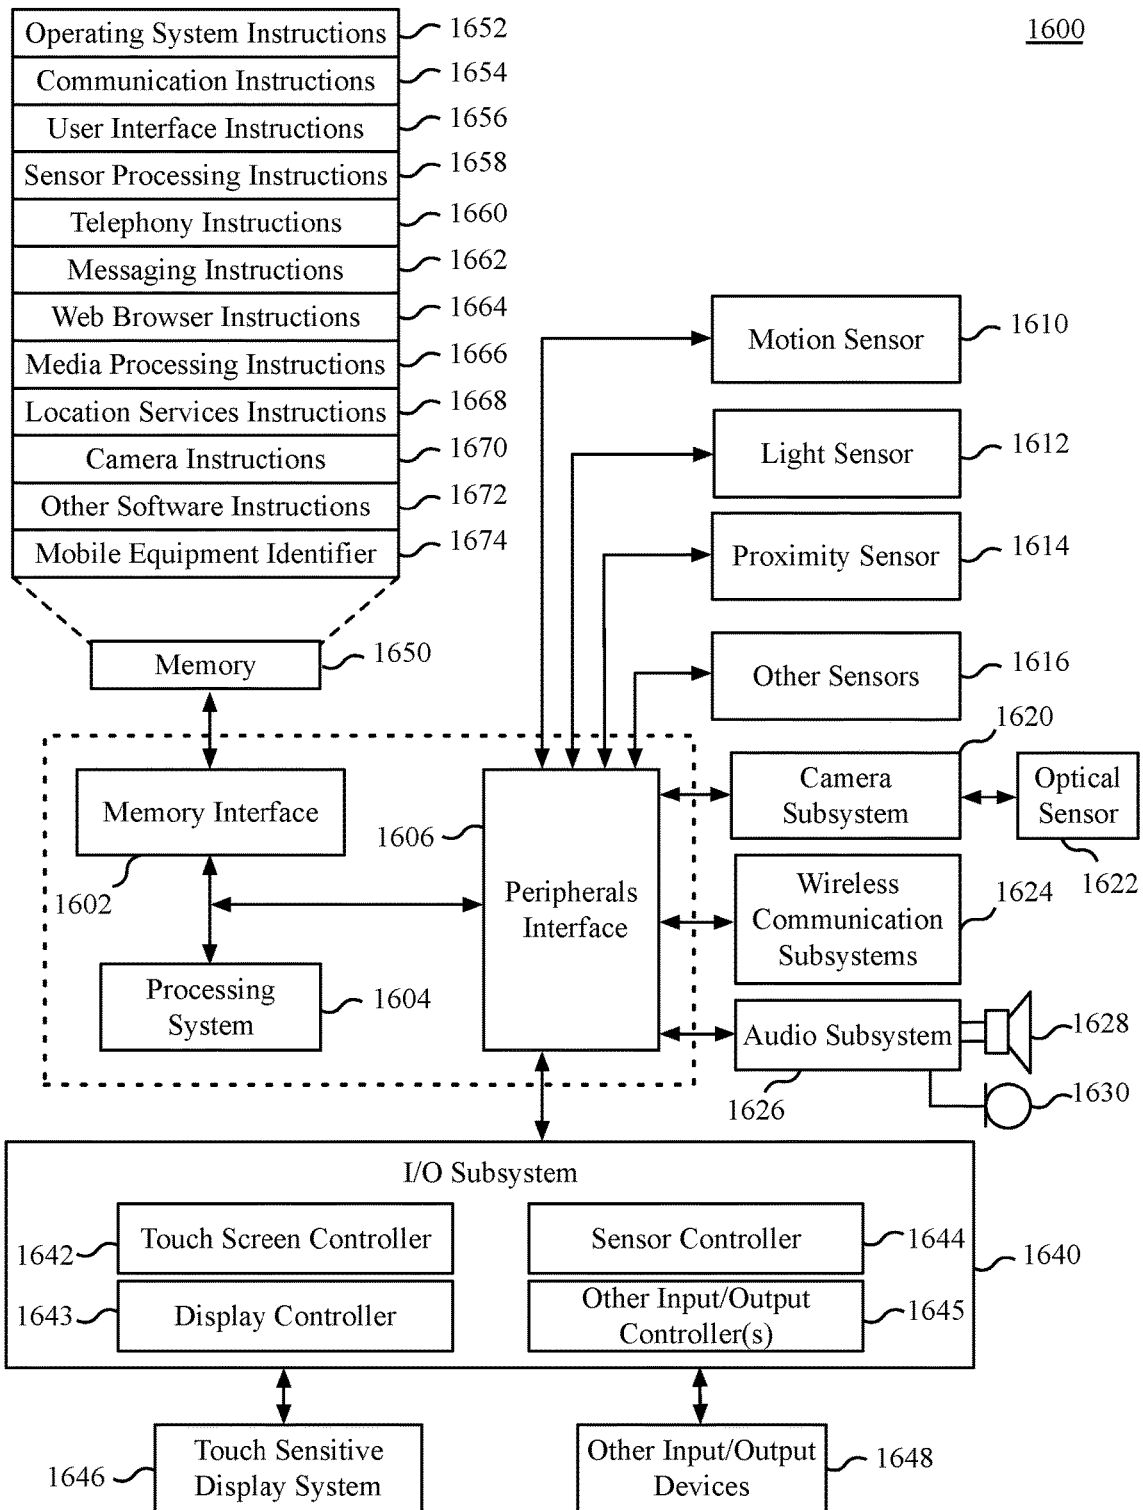 1600
Operating System Instructions 1652
Communication Instructions 1654
User Interface Instructions 1656
Sensor Processing Instructions 1658
Telephony Instructions 1660
Messaging Instructions 1662
Web Browser Instructions 1664
Media Processing Instructions 1666
Location Services Instructions 1668
Camera Instructions 1670
Other Software Instructions 1672
Mobile Equipment Identifier 1674
Memory 1650
Motion Sensor 1610
Light Sensor 1612
Proximity Sensor 1614
Other Sensors 1616
Memory Interface
1602
Processing
System
1604
1606
Peripherals
Interface
1620
Camera
Subsystem
Optical
Sensor
1622
Wireless
Communication
Subsystems
1624
Audio Subsystem
1626
1628
1630
I/O Subsystem
1640
1642 Touch Screen Controller
Sensor Controller 1644
1643 Display Controller
Other Input/Output
Controller(s)
1645
1646
Touch Sensitive
Display System
Other Input/Output
Devices
1648